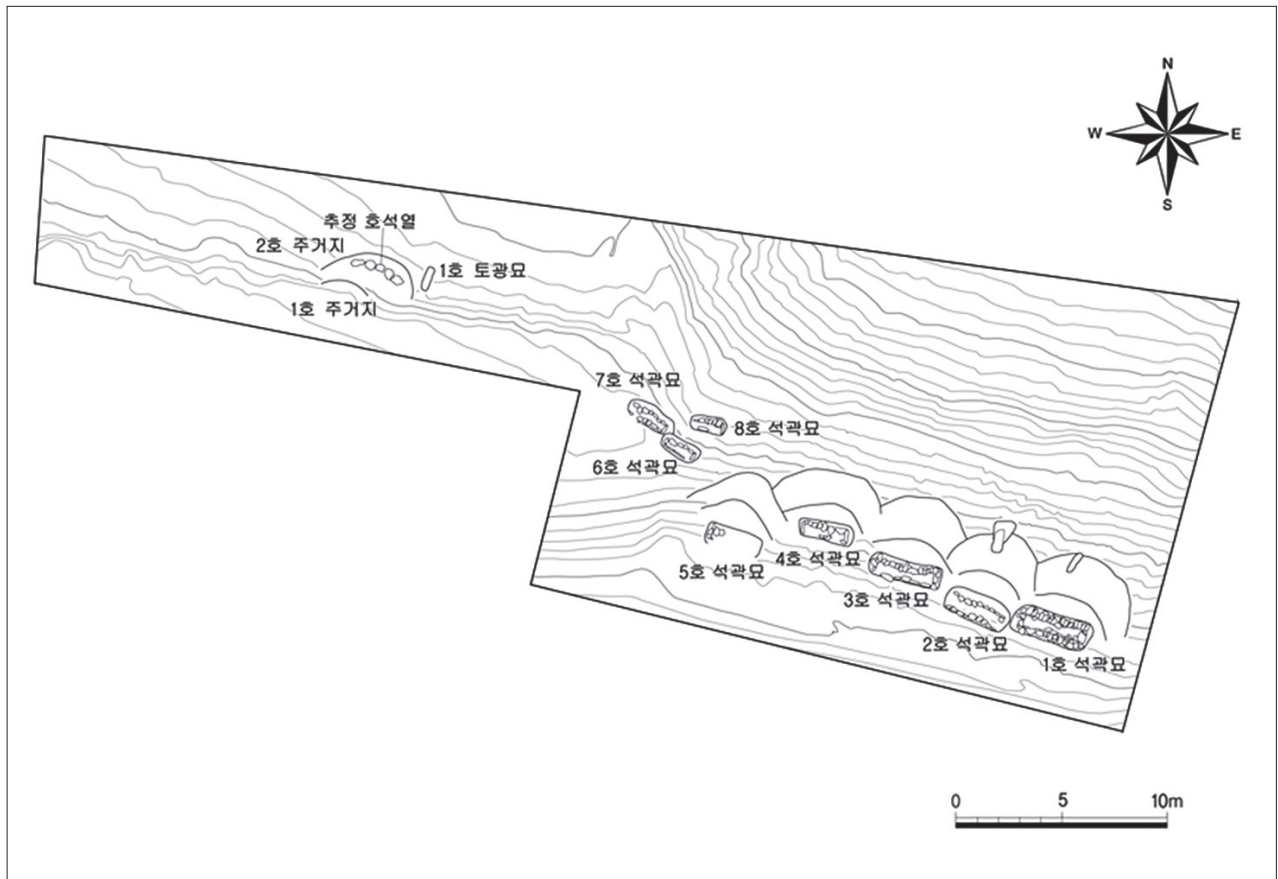 N
W E
S
추정 호석열
2호 주거지
1호 토광묘
1호 주거지
7호 석곽묘
8호 석곽묘
6호 석곽묘
4호 석곽묘
5호 석곽묘
3호 석곽묘
2호 석곽묘
1호 석곽묘
0 5 10m